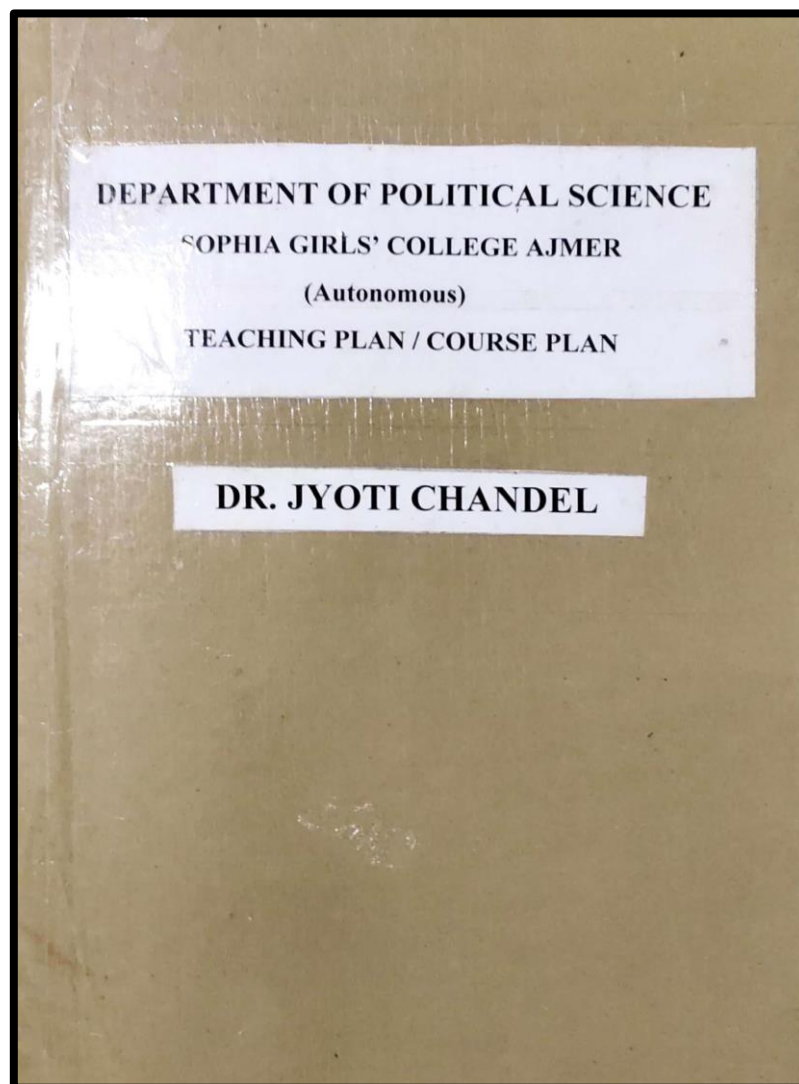 DEPARTMENT OF POLITICAL SCIENCE
SOPHIA GIRLS' COLLEGE AJMER
(Autonomous)
TEACHING PLAN / COURSE PLAN
DR. JYOTI CHANDEL